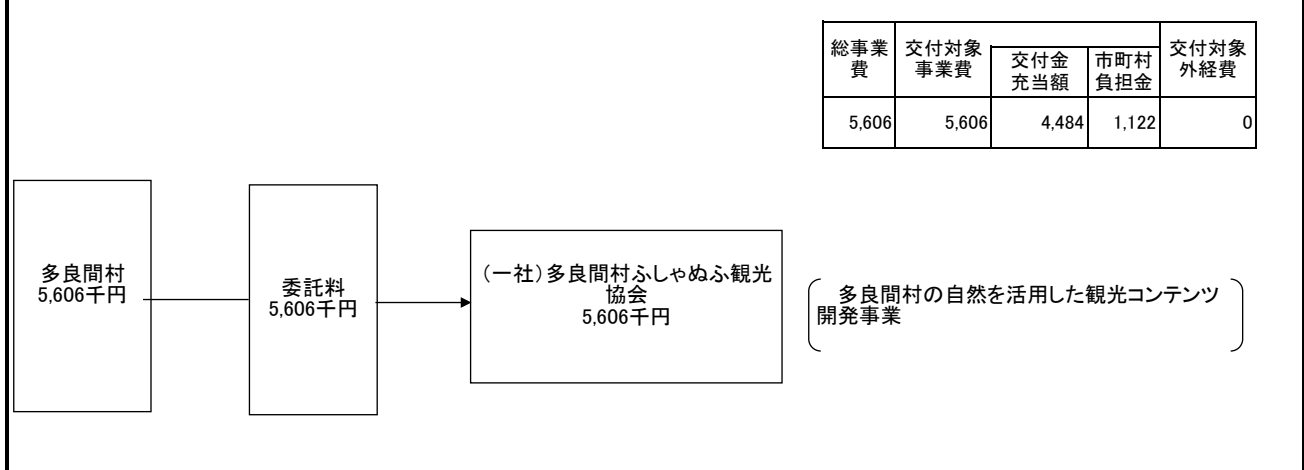 総事業
費
交付対象
事業費
交付金
充当額
市町村
負担金
交付対象
外経費
5,606 5,606 4,484 1,122 0
多良間村
5,606千円
委託料
5,606千円
(一社)多良間村ふしゃぬふ観光
協会
5,606千円
多良間村の自然を活用した観光コンテンツ
開発事業